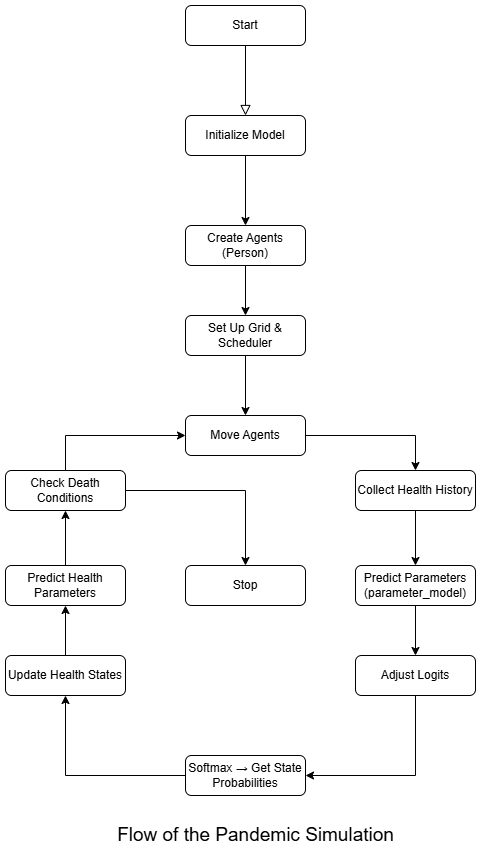 Start
Initialize Model
Create Agents
(Person)
Set Up Grid &
Scheduler
Move Agents
Check Death
Conditions
Collect Health History
Predict Health
Parameters
Stop
Predict Parameters
(parameter_model)
Update Health States
Adjust Logits
Softmax → Get State
Probabilities
Flow of the Pandemic Simulation